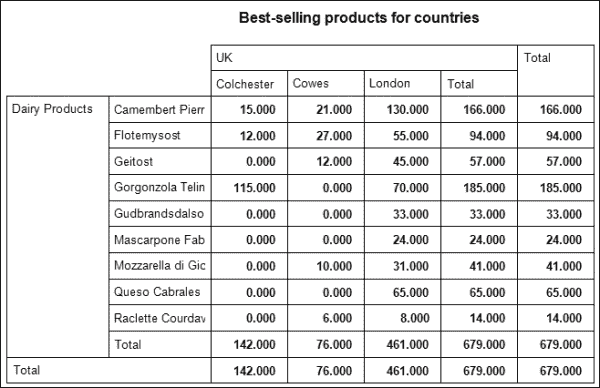 Best-selling products for countries
UK Total
Colchester Cowes London Total
Dairy Products Camembert Pierr 15.000 21.000 130.000 166.000 166.000
Flotemysost 12.000 27.000 55.000 94.000 94.000
Geitost 0.000 12.000 45.000 57.000 57.000
Gorgonzola Telin 115.000 0.000 70.000 185.000 185.000
Gudbrandsdalso 0.000 0.000 33.000 33.000 33.000
Mascarpone Fab 0.000 0.000 24.000 24.000 24.000
Mozzarella di Gic 0.000 10.000 31.000 41.000 41.000
Queso Cabrales 0.000 0.000 65.000 65.000 65.000
Raclette Courdav 0.000 6.000 8.000 14.000 14.000
Total 142.000 76.000 461.000 679.000 679.000
Total 142.000 76.000 461.000 679.000 679.000